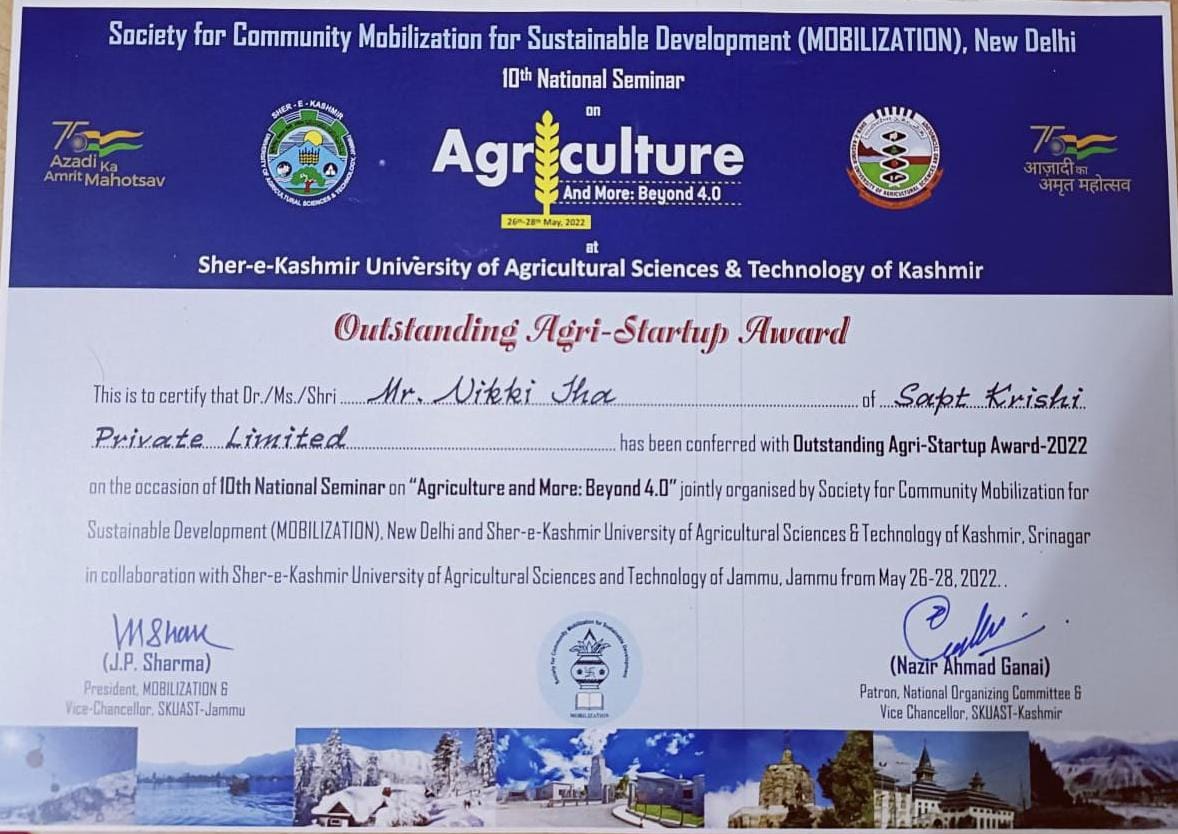 Society for Community Mobilization for Sustainable Development (MOBILIZATION), New Delhi
10th National Seminar
on
75
Azadi Ka
Amrit Mahotsav
SHER-E-KASHMIR
Agriculture
And More: Beyond 4.0
26th-28th May, 2022
75
आज़ादी का
अमृत महोत्सव
at
Sher-e-Kashmir University of Agricultural Sciences & Technology of Kashmir
Outstanding Agri-Startup Award
This is to certify that Dr./Ms./Shri ..... Mr. Nikki Jha ..... of ... Sapt Krishi
Private Limited ..... has been conferred with Outstanding Agri-Startup Award-2022
on the occasion of 10th National Seminar on "Agriculture and More: Beyond 4.0" jointly organised by Society for Community Mobilization for
Sustainable Development (MOBILIZATION), New Delhi and Sher-e-Kashmir University of Agricultural Sciences & Technology of Kashmir, Srinagar
in collaboration with Sher-e-Kashmir University of Agricultural Sciences and Technology of Jammu, Jammu from May 26-28, 2022..
(J.P. Sharma)
President, MOBILIZATION &
Vice-Chancellor, SKUAST-Jammu
Society for Community Mobilization for Sustainable Development
MOBILIZATION
(Nazir Ahmad Ganai)
Patron, National Organizing Committee &
Vice Chancellor, SKUAST-Kashmir